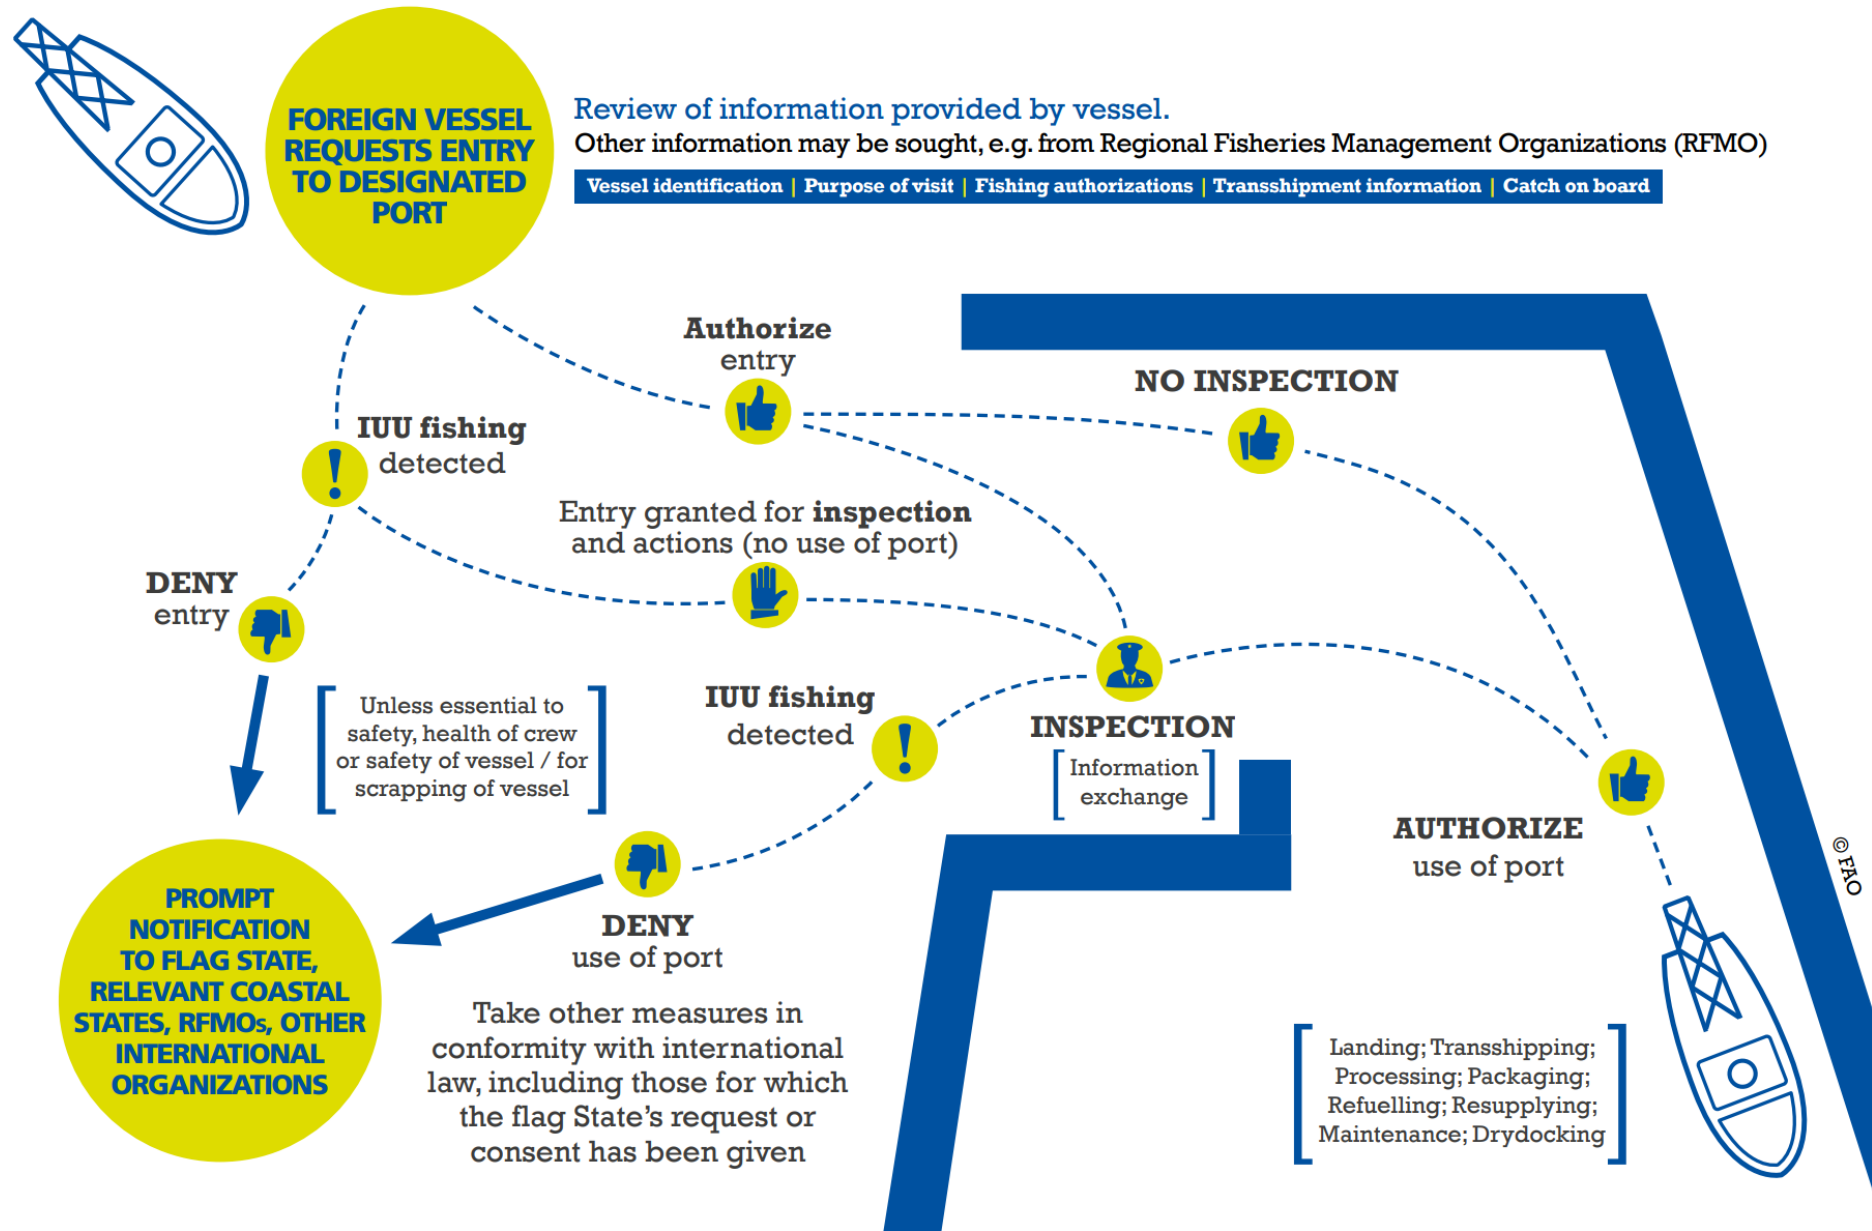 FOREIGN VESSEL
REQUESTS ENTRY
TO DESIGNATED
PORT
Review of information provided by vessel.
Other information may be sought, e.g. from Regional Fisheries Management Organizations (RFMO)
Vessel identification | Purpose of visit | Fishing authorizations | Transshipment information | Catch on board
Authorize
entry
NO INSPECTION
IUU fishing
detected
Entry granted for inspection
and actions (no use of port)
DENY
entry
Unless essential to
safety, health of crew
or safety of vessel / for
scrapping of vessel
IUU fishing
detected
INSPECTION
Information
exchange
AUTHORIZE
use of port
© FAO
PROMPT
NOTIFICATION
TO FLAG STATE,
RELEVANT COASTAL
STATES, RFMOs, OTHER
INTERNATIONAL
ORGANIZATIONS
DENY
use of port
Take other measures in
conformity with international
law, including those for which
the flag State's request or
consent has been given
Landing; Transshipping;
Processing; Packaging;
Refuelling; Resupplying;
Maintenance; Drydocking